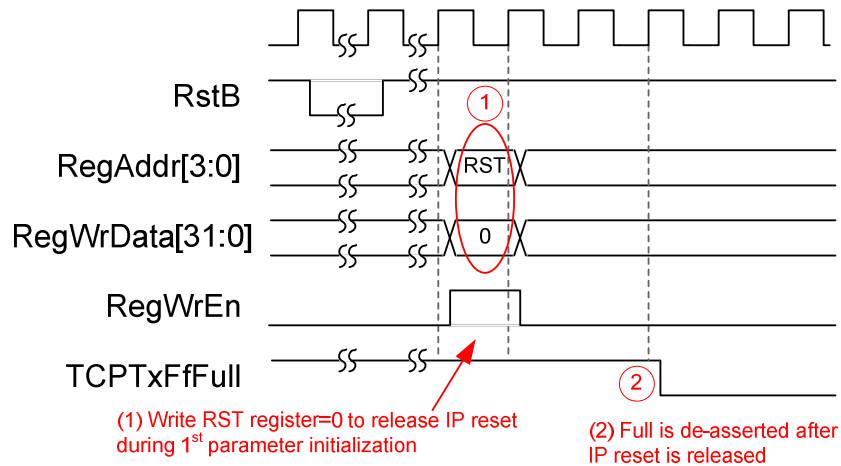 RstB
1
RegAddr[3:0]
RST
RegWrData[31:0]
0
RegWrEn
TCPTxFfFull
2
(1) Write RST register=0 to release IP reset
during 1st parameter initialization
(2) Full is de-asserted after
IP reset is released